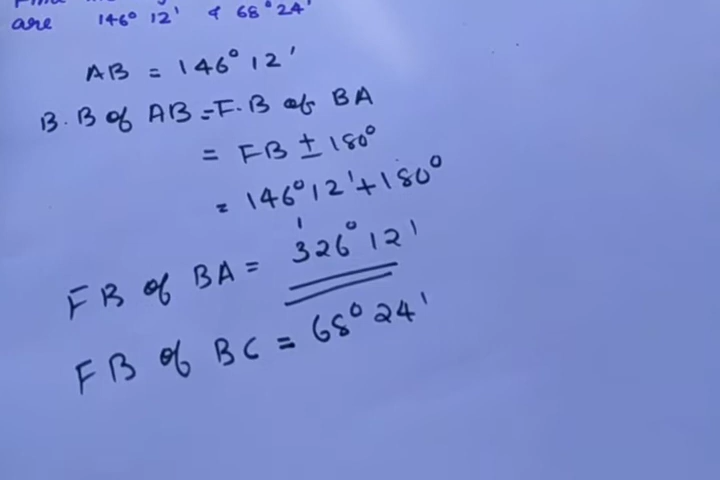 are 146° 12' & 68° 24'
AB = 146° 12'
B.B of AB = F.B of BA
= FB ± 180°
= 146° 12' + 180°
FB of BA = 326° 12'
FB of BC = 68° 24'